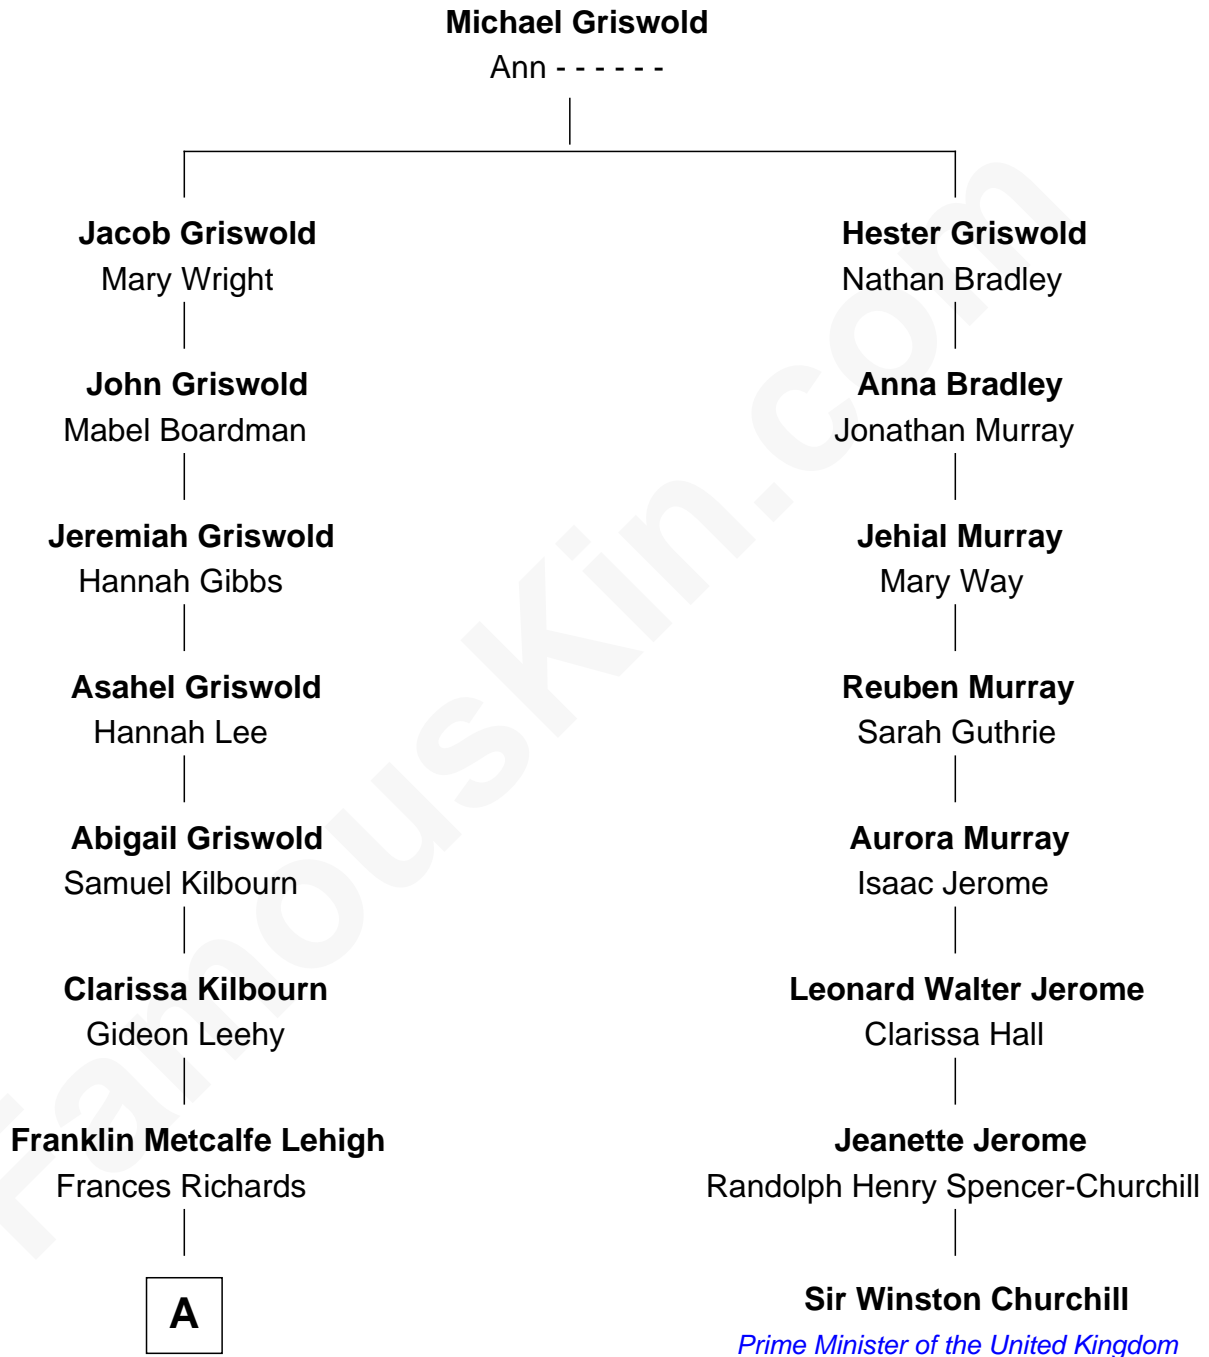 Michael Griswold
Ann - - - - - -
Jacob Griswold
Mary Wright
Hester Griswold
Nathan Bradley
John Griswold
Mabel Boardman
Anna Bradley
Jonathan Murray
Jeremiah Griswold
Hannah Gibbs
Jehial Murray
Mary Way
Asahel Griswold
Hannah Lee
Reuben Murray
Sarah Guthrie
Abigail Griswold
Samuel Kilbourn
Aurora Murray
Isaac Jerome
Clarissa Kilbourn
Gideon Leehy
Leonard Walter Jerome
Clarissa Hall
Franklin Metcalfe Lehigh
Frances Richards
Jeanette Jerome
Randolph Henry Spencer-Churchill
A
Sir Winston Churchill
Prime Minister of the United Kingdom
FamousKin.com